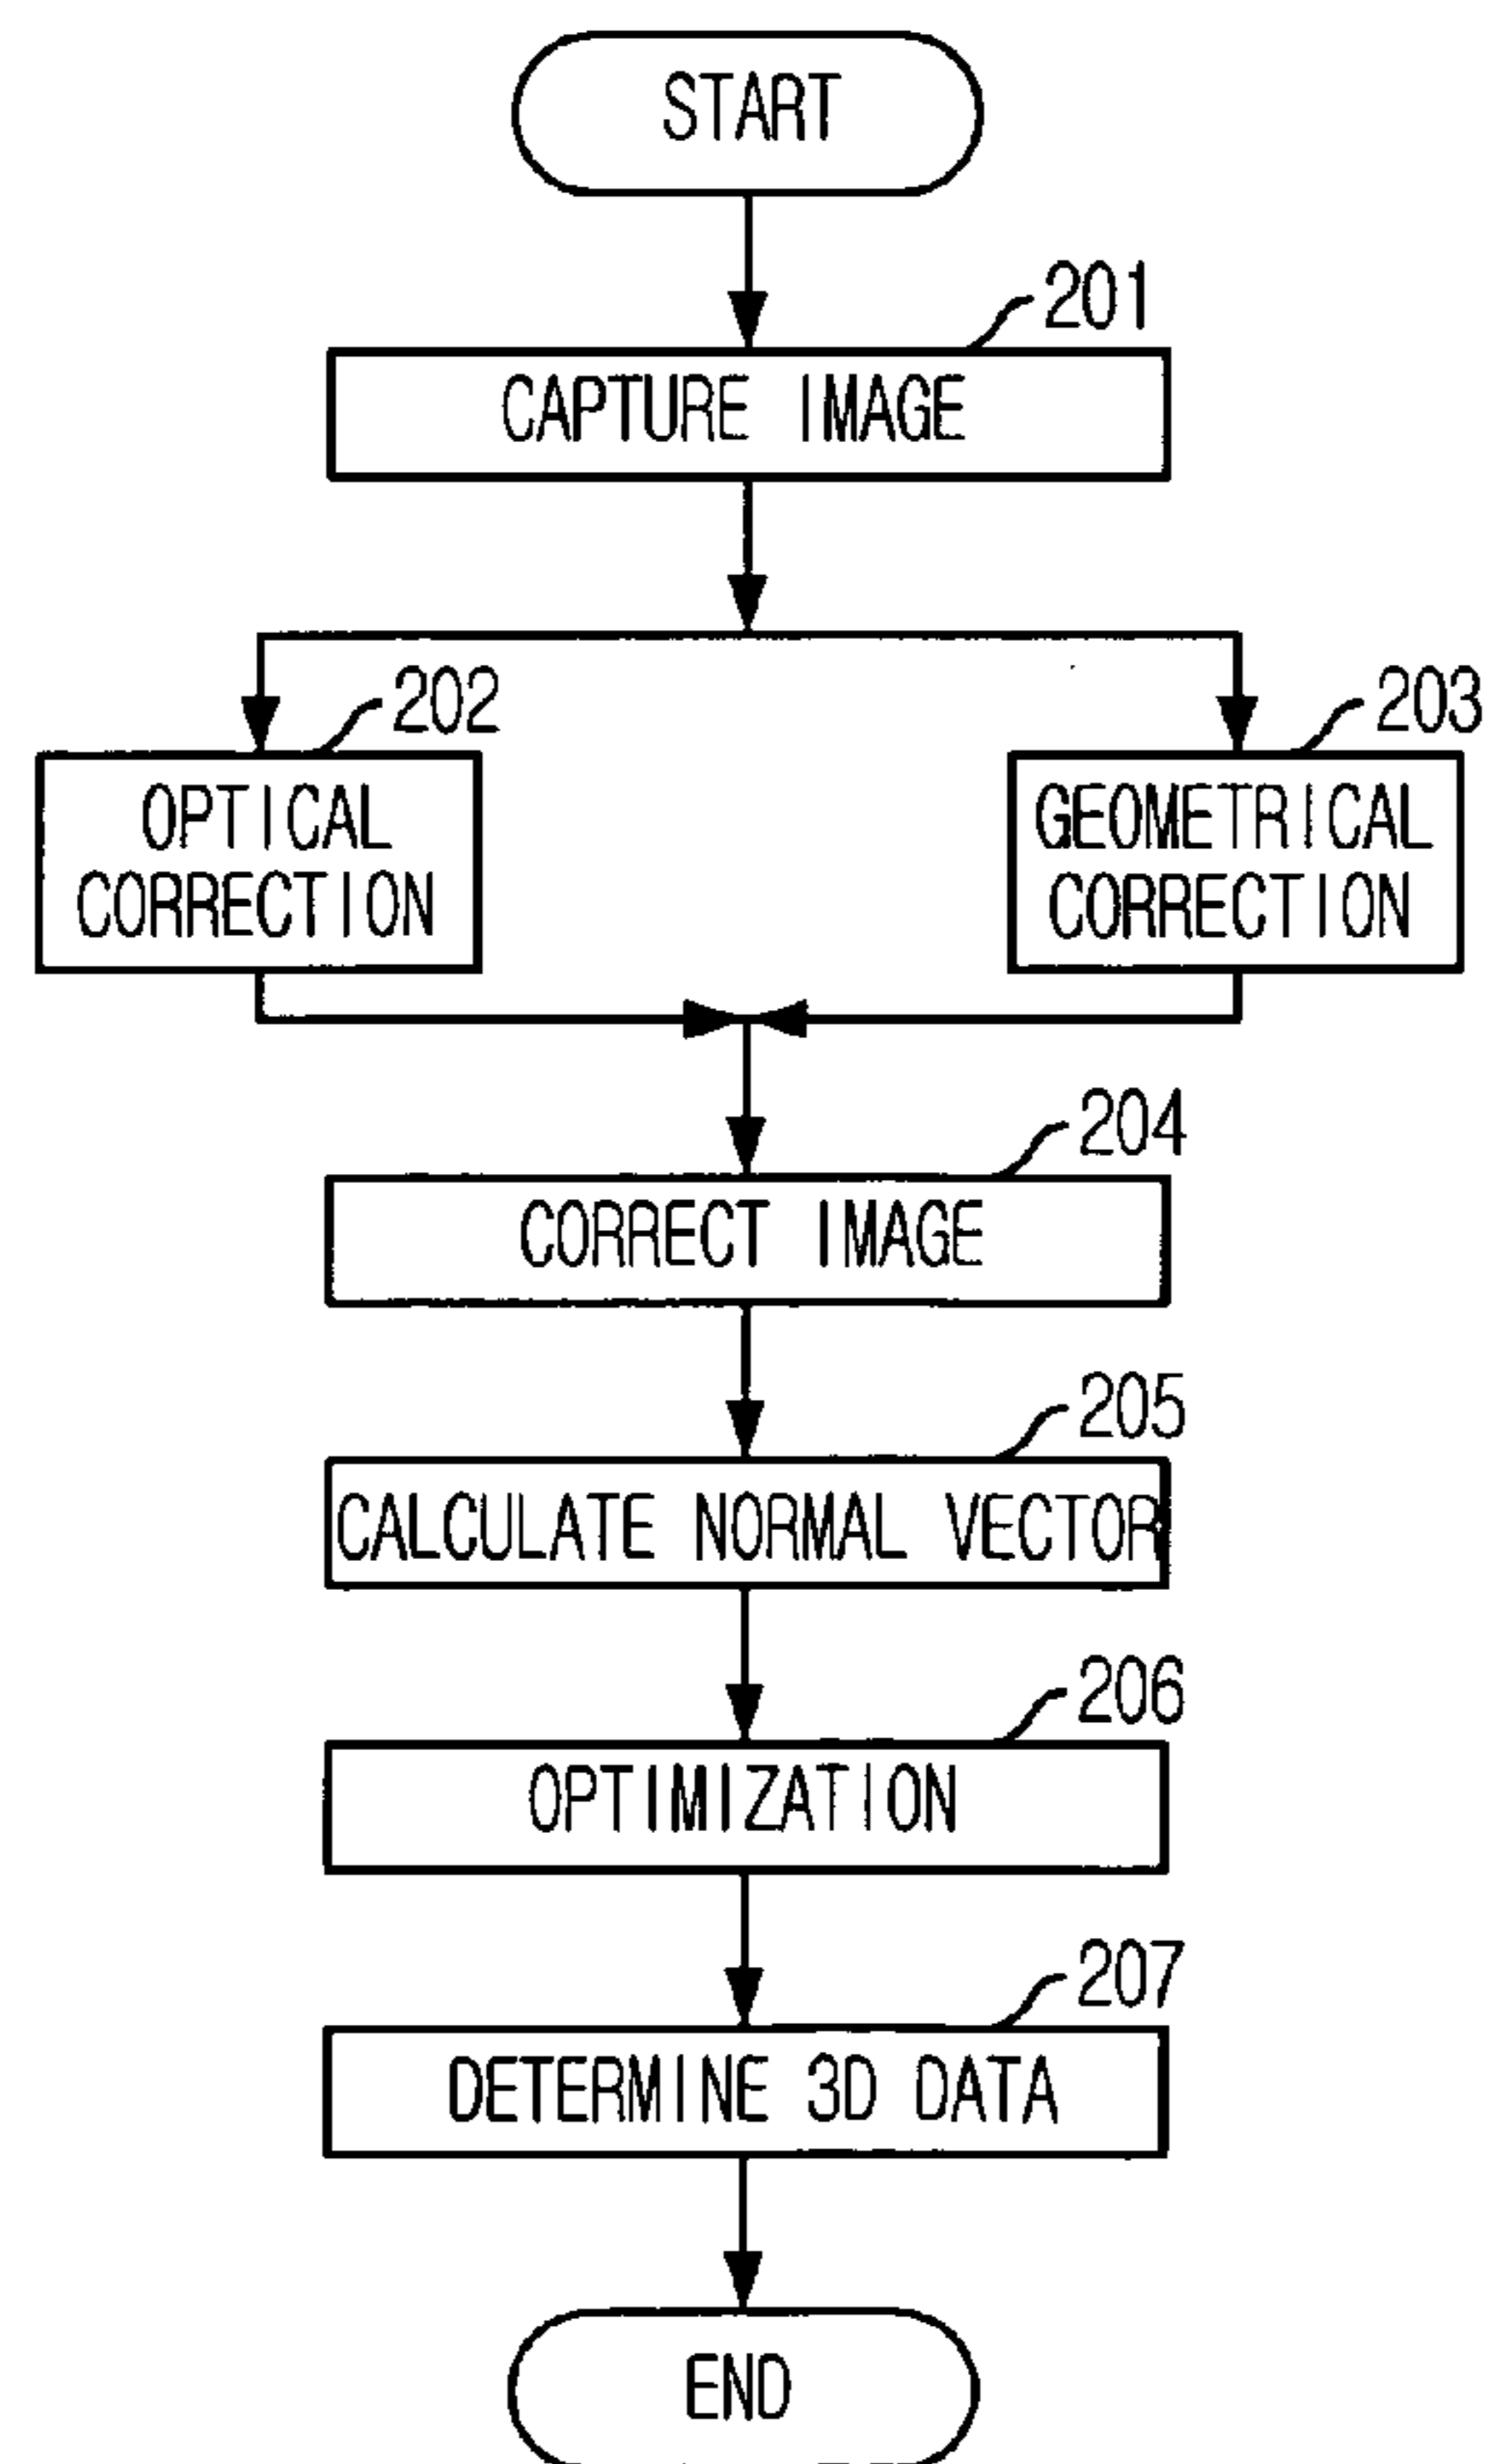 START
201
CAPTURE IMAGE
202
203
OPTICAL
CORRECTION
GEOMETRICAL
CORRECTION
204
CORRECT IMAGE
205
CALCULATE NORMAL VECTOR
206
OPTIMIZATION
207
DETERMINE 3D DATA
END